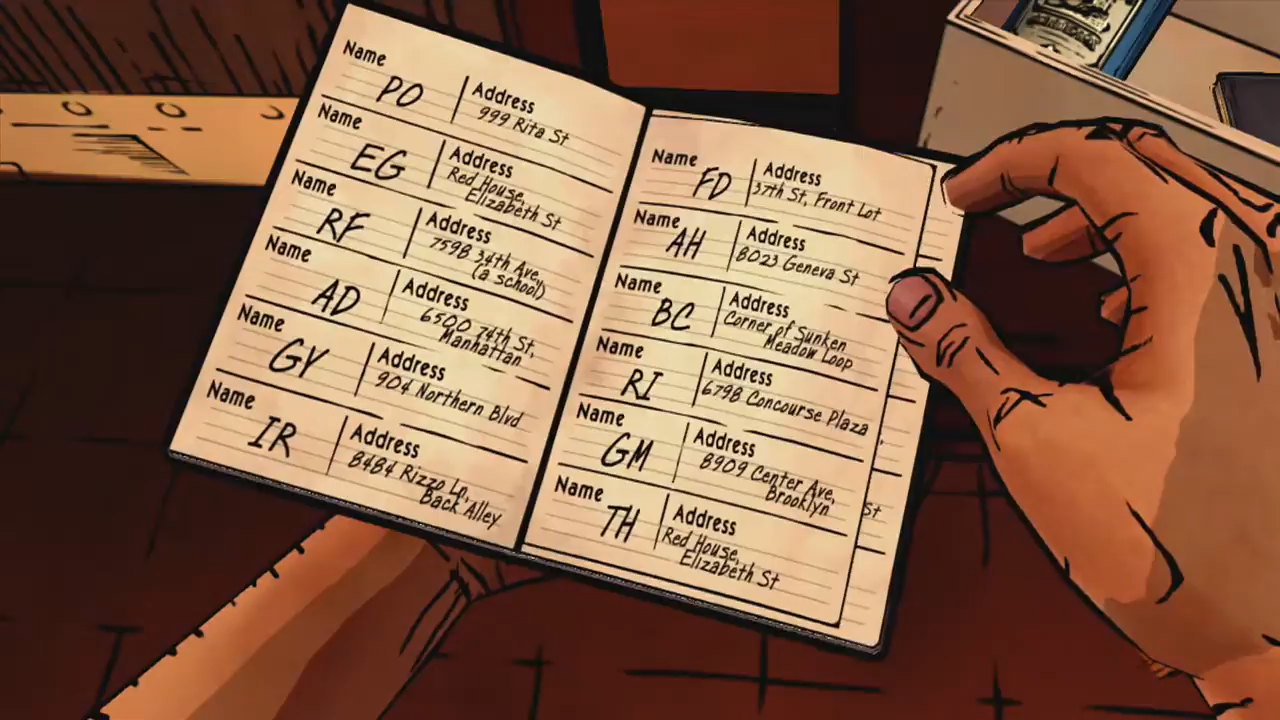 Name
PO
Address
999 Rita St
Name
EG
Address
Red House,
Elizabeth St
Name
RF
Address
7598 34th Ave,
(a school)
Name
AD
Address
6500 74th St,
Manhattan
Name
GY
Address
904 Northern Blvd
Name
IR
Address
8484 Rizzo Lp,
Back Alley
Name
FD
Address
37th St, Front Lot
Name
AH
Address
8023 Geneva St
Name
BC
Address
Corner of Sunken
Meadow Loop
Name
RI
Address
6798 Concourse Plaza
Name
GM
Address
8909 Center Ave,
Brooklyn
Name
TH
Address
Red House,
Elizabeth St
St